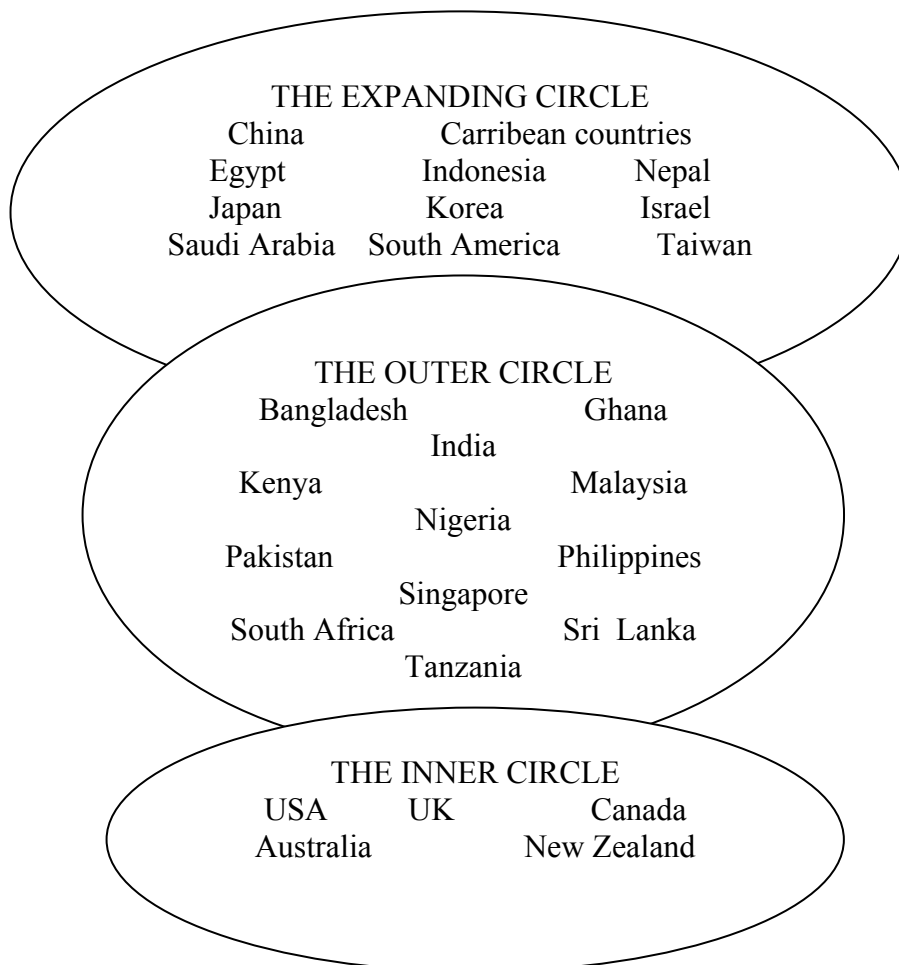 THE EXPANDING CIRCLE
China Carribean countries
Egypt Indonesia Nepal
Japan Korea Israel
Saudi Arabia South America Taiwan
THE OUTER CIRCLE
Bangladesh Ghana
India
Kenya Malaysia
Nigeria
Pakistan Philippines
Singapore
South Africa Sri Lanka
Tanzania
THE INNER CIRCLE
USA UK Canada
Australia New Zealand